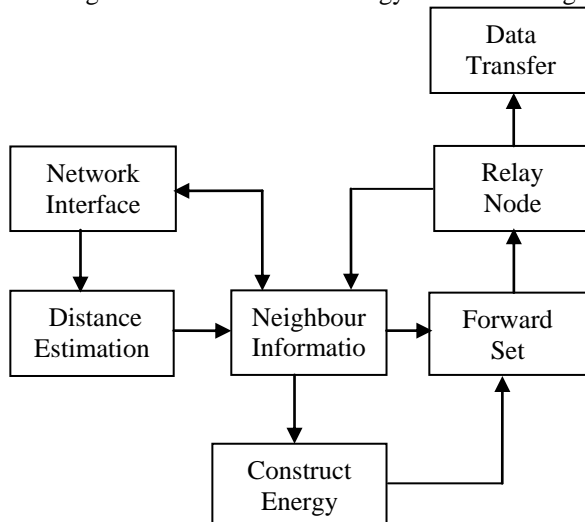 Data
Transfer
Network
Interface
Relay
Node
Distance
Estimation
Neighbour
Informatio
Forward
Set
Construct
Energy